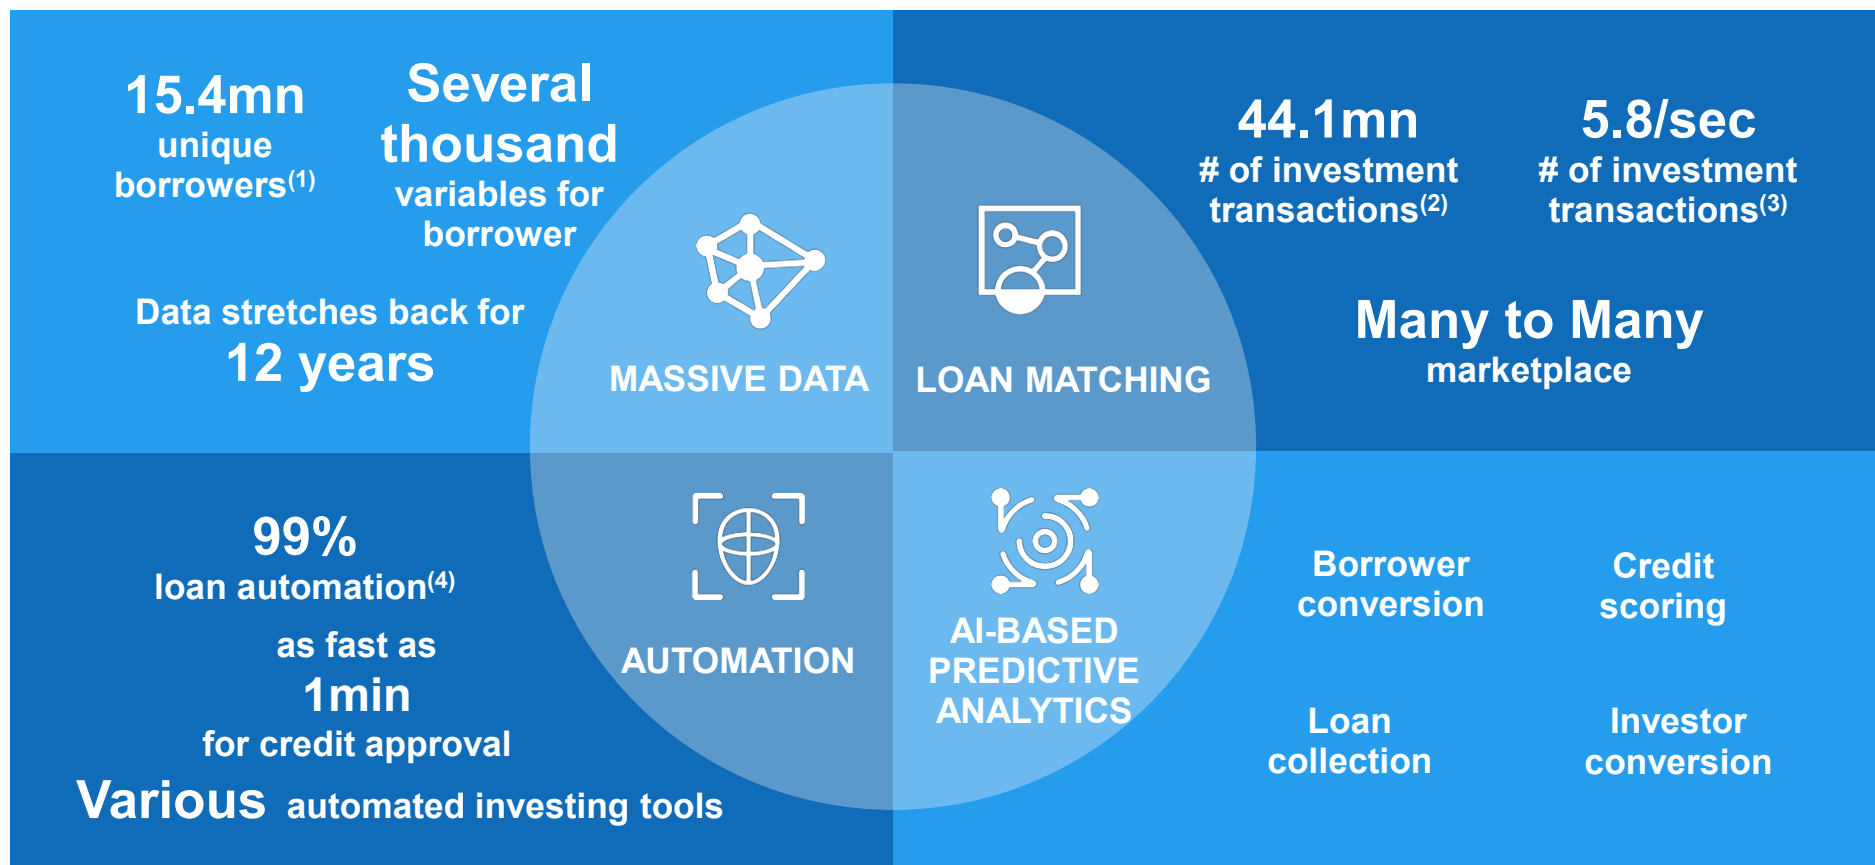 15.4mn
unique
borrowers(1)
Several
thousand
variables for
borrower
Data stretches back for
12 years
MASSIVE DATA
LOAN MATCHING
44.1mn
# of investment
transactions(2)
5.8/sec
# of investment
transactions(3)
Many to Many
marketplace
99%
loan automation(4)
as fast as
1min
for credit approval
Various automated investing tools
AUTOMATION
AI-BASED
PREDICTIVE
ANALYTICS
Borrower
conversion
Credit
scoring
Loan
collection
Investor
conversion